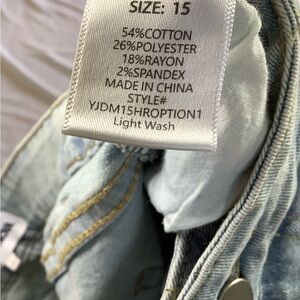 SIZE: 15
54%COTTON
26%POLYESTER
18%RAYON
2%SPANDEX
MADE IN CHINA
STYLE#
YJDM15HROPTION1
Light Wash